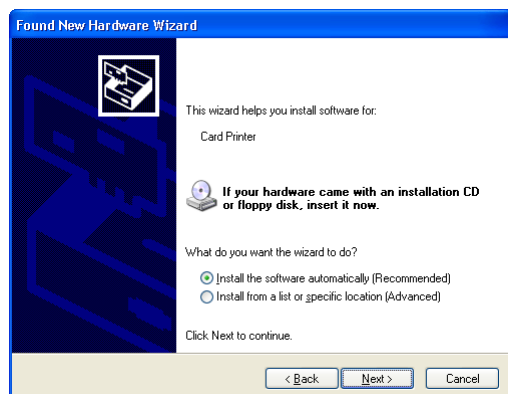 Found New Hardware Wizard
This wizard helps you install software for:
Card Printer
If your hardware came with an installation CD
or floppy disk, insert it now.
What do you want the wizard to do?
Install the software automatically (Recommended)
Install from a list or specific location (Advanced)
Click Next to continue.
< Back Next > Cancel